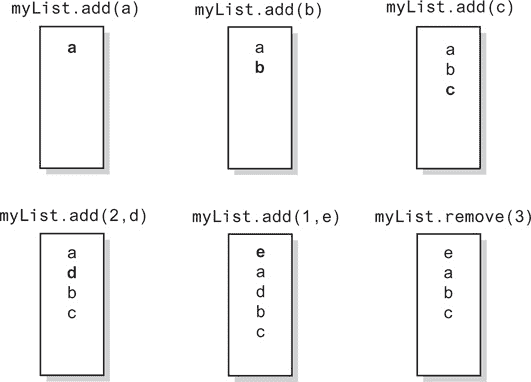 myList.add(a)
a
myList.add(b)
a
b
myList.add(c)
a
b
c
myList.add(2,d)
a
d
b
c
myList.add(1,e)
e
a
d
b
c
myList.remove(3)
e
a
b
c